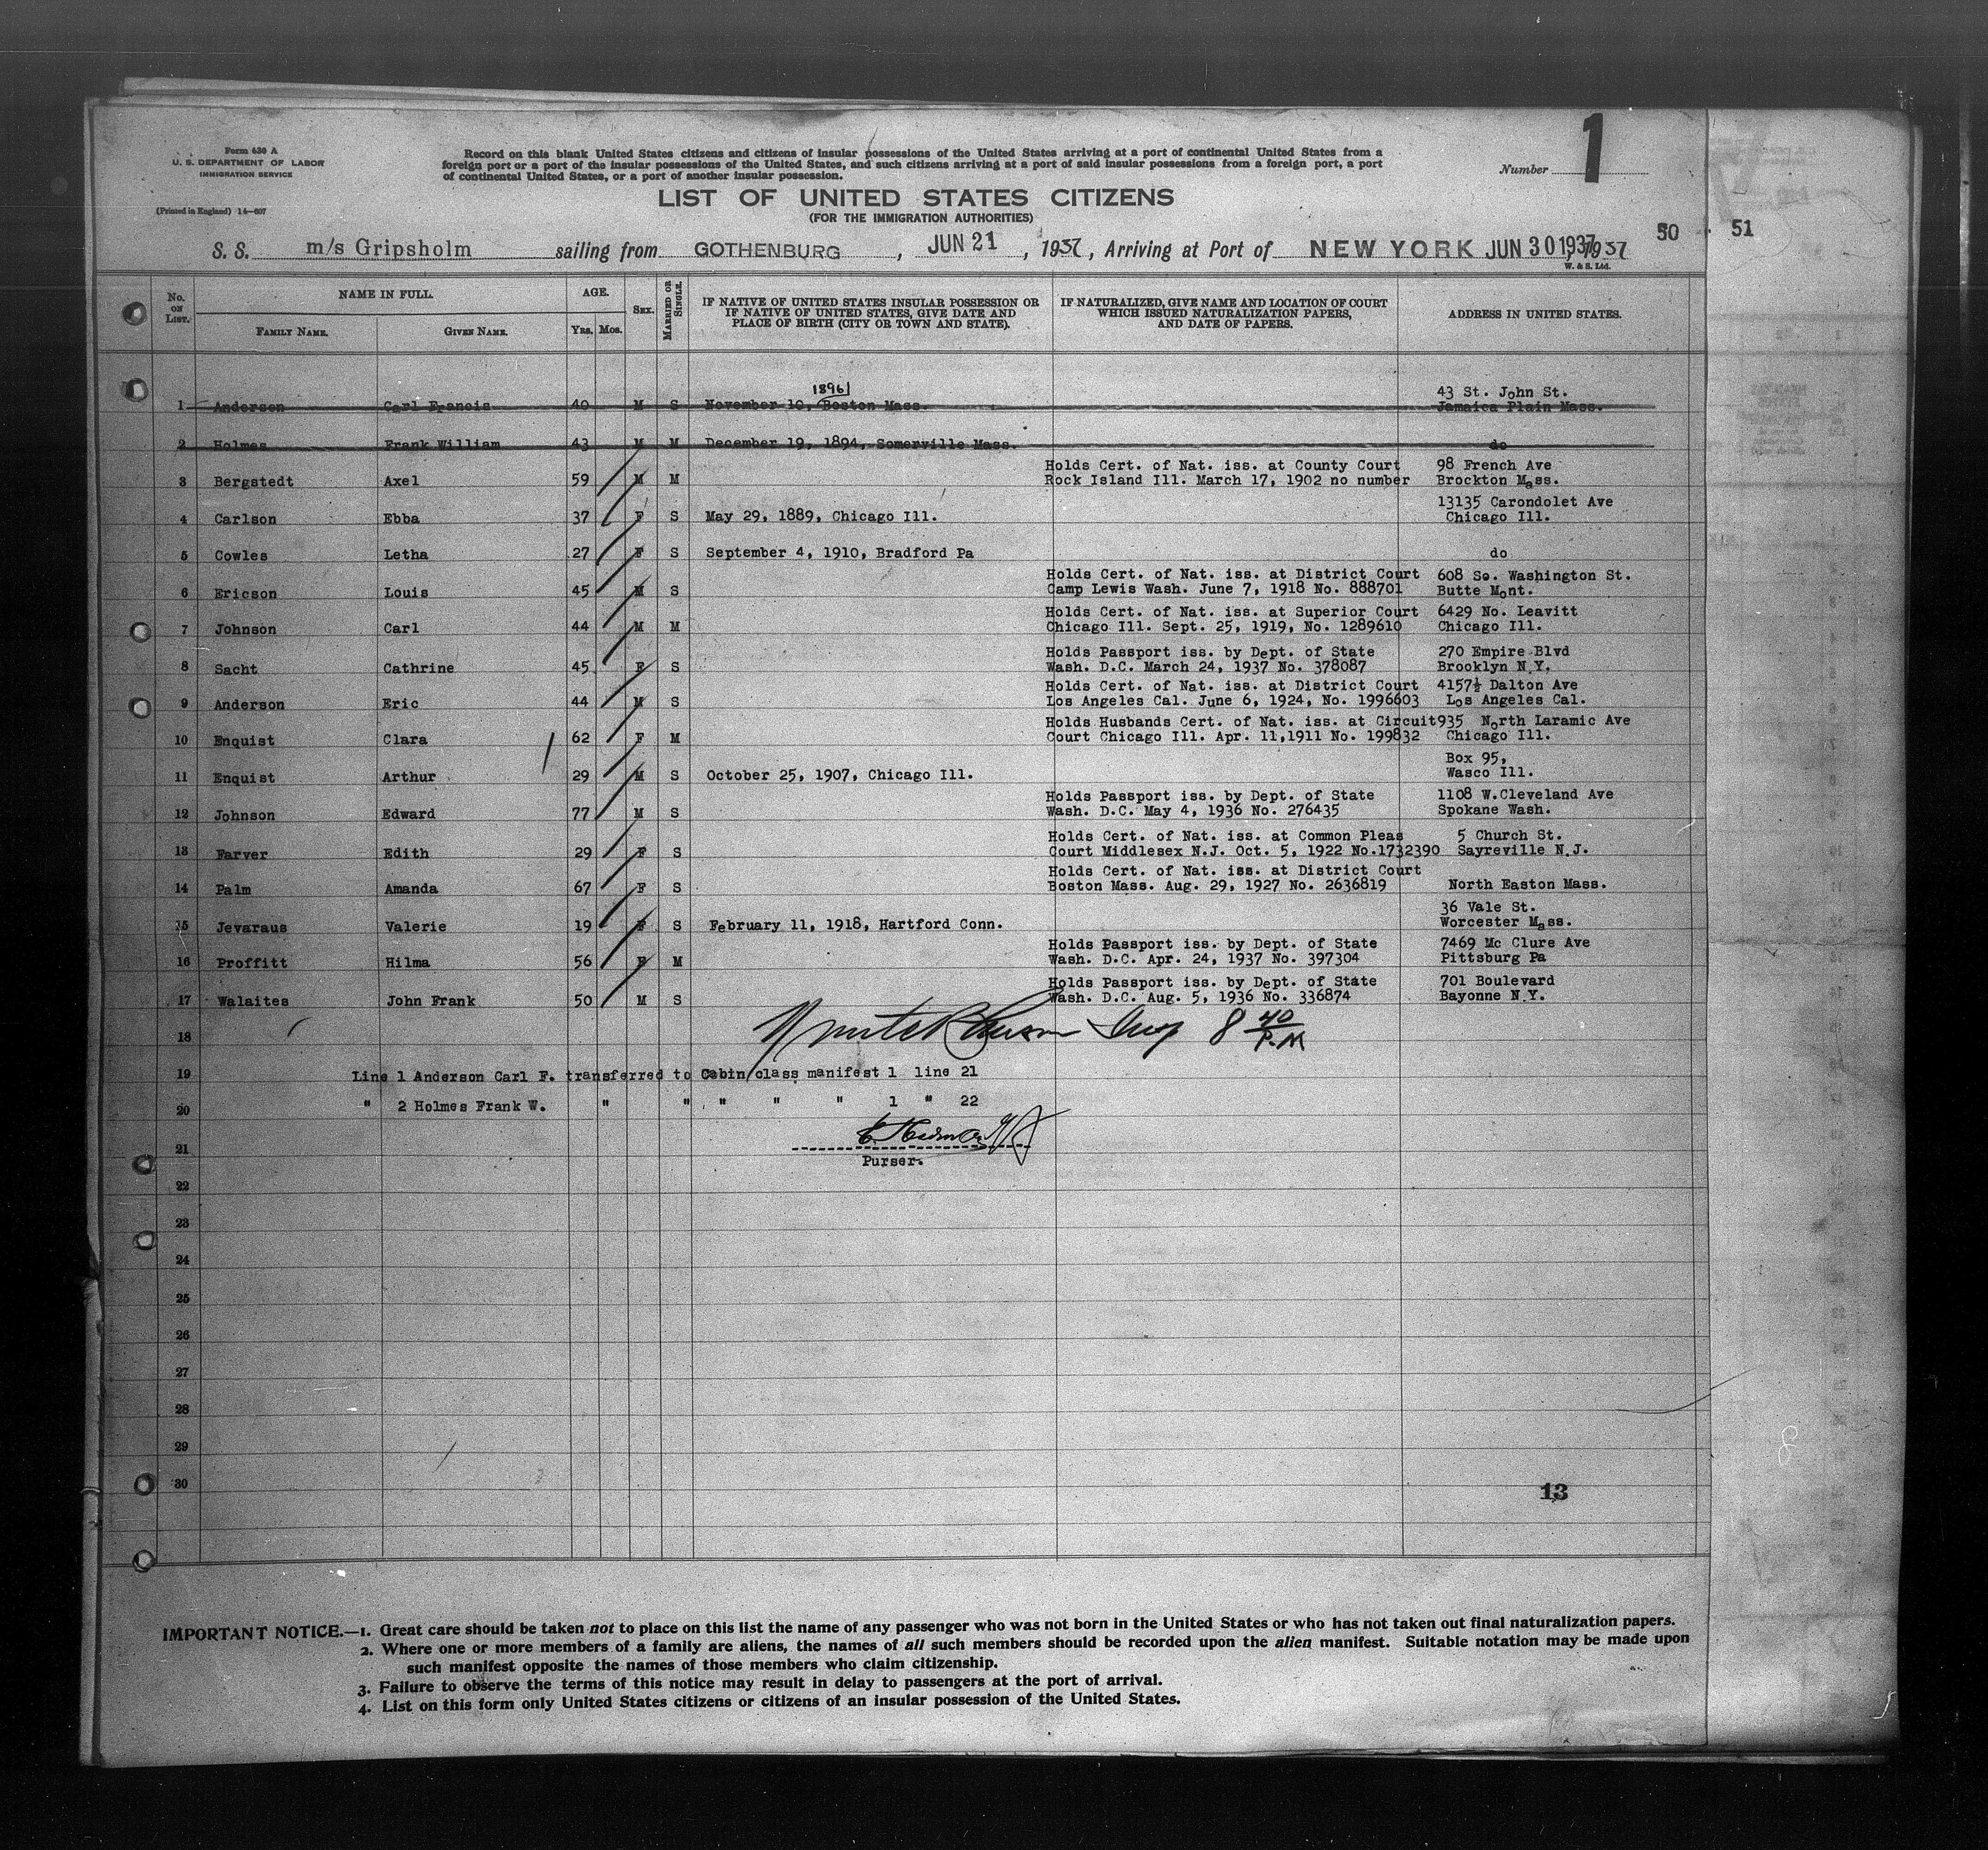 Form 630 A
U. S. DEPARTMENT OF LABOR
IMMIGRATION SERVICE
(Printed in England) 14—607
Record on this blank United States citizens and citizens of insular possessions of the United States arriving at a port of continental United States from a
foreign port or a port of the insular possessions of the United States, and such citizens arriving at a port of said insular possessions from a foreign port, a port
of continental United States, or a port of another insular possession.
Number 1
LIST OF UNITED STATES CITIZENS
(FOR THE IMMIGRATION AUTHORITIES)
50 51
S. S. m/s Gripsholm sailing from GOTHENBURG, JUN 21, 1937, Arriving at Port of NEW YORK JUN 30 1937, 1937
W. & S. Ltd.
No. ON LIST. NAME IN FULL. AGE. SEX. MARRIED OR SINGLE. IF NATIVE OF UNITED STATES INSULAR POSSESSION OR IF NATIVE OF UNITED STATES, GIVE DATE AND PLACE OF BIRTH (CITY OR TOWN AND STATE). IF NATURALIZED, GIVE NAME AND LOCATION OF COURT WHICH ISSUED NATURALIZATION PAPERS, AND DATE OF PAPERS. ADDRESS IN UNITED STATES.
FAMILY NAME. GIVEN NAME. Yrs. Mos.
1896 43 St. John St.
1 Anderson Carl Francis 40 M S November 10, Boston Mass. Jamaica Plain Mass.
2 Holmes Frank William 43 M M December 19, 1894, Somerville Mass. do
Holds Cert. of Nat. iss. at County Court 98 French Ave
3 Bergstedt Axel 59 M M Rock Island Ill. March 17, 1902 no number Brockton Mass.
13135 Carondolet Ave
4 Carlson Ebba 37 F S May 29, 1889, Chicago Ill. Chicago Ill.
5 Cowles Letha 27 F S September 4, 1910, Bradford Pa do
Holds Cert. of Nat. iss. at District Court 608 So. Washington St.
6 Ericson Louis 45 M S Camp Lewis Wash. June 7, 1918 No. 888701 Butte Mont.
Holds Cert. of Nat. iss. at Superior Court 6429 No. Leavitt
7 Johnson Carl 44 M M Chicago Ill. Sept. 25, 1919, No. 1289610 Chicago Ill.
Holds Passport iss. by Dept. of State 270 Empire Blvd
8 Sacht Cathrine 45 F S Wash. D.C. March 24, 1937 No. 378087 Brooklyn N.Y.
Holds Cert. of Nat. iss. at District Court 4157½ Dalton Ave
9 Anderson Eric 44 M S Los Angeles Cal. June 6, 1924, No. 1996603 Los Angeles Cal.
Holds Husbands Cert. of Nat. iss. at Circuit 935 North Laramic Ave
10 Enquist Clara 62 F M Court Chicago Ill. Apr. 11,1911 No. 199832 Chicago Ill.
Box 95,
11 Enquist Arthur 29 M S October 25, 1907, Chicago Ill. Wasco Ill.
Holds Passport iss. by Dept. of State 1108 W.Cleveland Ave
12 Johnson Edward 77 M S Wash. D.C. May 4, 1936 No. 276435 Spokane Wash.
Holds Cert. of Nat. iss. at Common Pleas 5 Church St.
13 Farver Edith 29 F S Court Middlesex N.J. Oct. 5, 1922 No.1732390 Sayreville N.J.
Holds Cert. of Nat. iss. at District Court
14 Palm Amanda 67 F S Boston Mass. Aug. 29, 1927 No. 2636819 North Easton Mass.
36 Vale St.
15 Jevaraus Valerie 19 F S February 11, 1918, Hartford Conn. Worcester Mass.
Holds Passport iss. by Dept. of State 7469 Mc Clure Ave
16 Proffitt Hilma 56 F M Wash. D.C. Apr. 24, 1937 No. 397304 Pittsburg Pa
Holds Passport iss. by Dept. of State 701 Boulevard
17 Walaites John Frank 50 M S Wash. D.C. Aug. 5, 1936 No. 336874 Bayonne N.Y.
18 Insp 8 40 P.M
19 Line 1 Anderson Carl F. transferred to Cabin class manifest 1 line 21
20 " 2 Holmes Frank W. " " " " " 1 " 22
21
Purser.
22
23
24
25
26
27
28
29
30
13
IMPORTANT NOTICE.—1. Great care should be taken not to place on this list the name of any passenger who was not born in the United States or who has not taken out final naturalization papers.
2. Where one or more members of a family are aliens, the names of all such members should be recorded upon the alien manifest. Suitable notation may be made upon
such manifest opposite the names of those members who claim citizenship.
3. Failure to observe the terms of this notice may result in delay to passengers at the port of arrival.
4. List on this form only United States citizens or citizens of an insular possession of the United States.